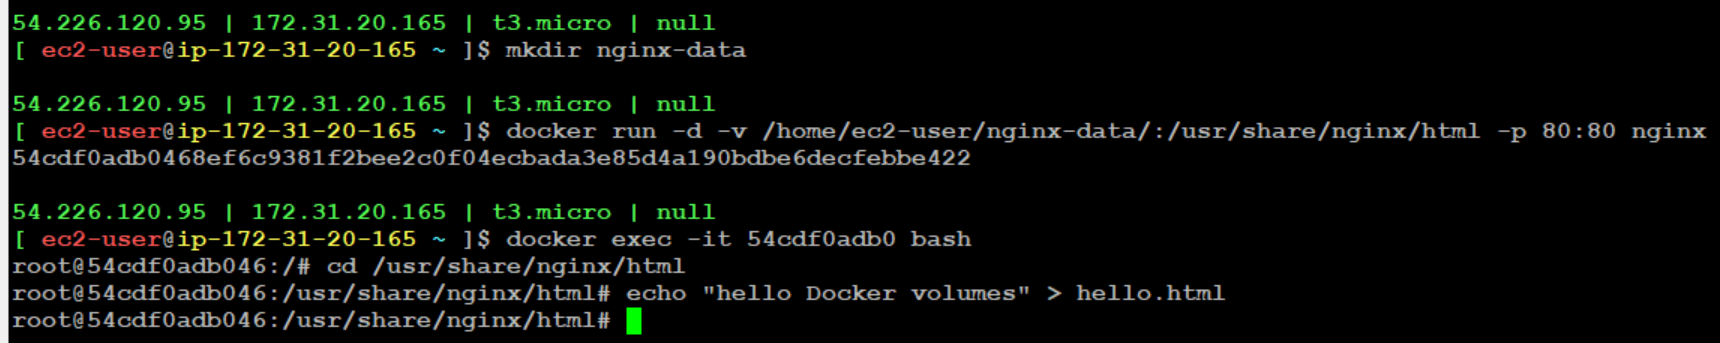 54.226.120.95 | 172.31.20.165 | t3.micro | null
[ ec2-user@ip-172-31-20-165 ~ ]$ mkdir nginx-data
54.226.120.95 | 172.31.20.165 | t3.micro | null
[ ec2-user@ip-172-31-20-165 ~ ]$ docker run -d -v /home/ec2-user/nginx-data/:/usr/share/nginx/html -p 80:80 nginx
54cdf0adb0468ef6c9381f2bee2c0f04ecbada3e85d4a190bdbe6decfebbe422
54.226.120.95 | 172.31.20.165 | t3.micro | null
[ ec2-user@ip-172-31-20-165 ~ ]$ docker exec -it 54cdf0adb0 bash
root@54cdf0adb046:/# cd /usr/share/nginx/html
root@54cdf0adb046:/usr/share/nginx/html# echo "hello Docker volumes" > hello.html
root@54cdf0adb046:/usr/share/nginx/html#